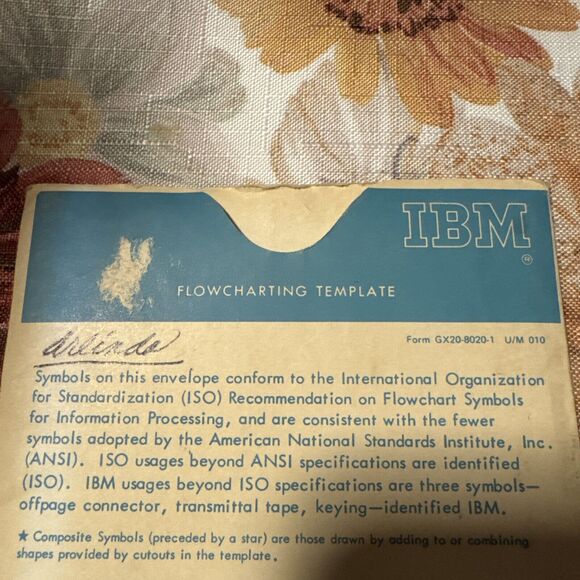 IBM
®
FLOWCHARTING TEMPLATE
Form GX20-8020-1 U/M 010
Arlindo
Symbols on this envelope conform to the International Organization
for Standardization (ISO) Recommendation on Flowchart Symbols
for Information Processing, and are consistent with the fewer
symbols adopted by the American National Standards Institute, Inc.
(ANSI). ISO usages beyond ANSI specifications are identified
(ISO). IBM usages beyond ISO specifications are three symbols—
offpage connector, transmittal tape, keying—identified IBM.
★ Composite Symbols (preceded by a star) are those drawn by adding to or combining
shapes provided by cutouts in the template.